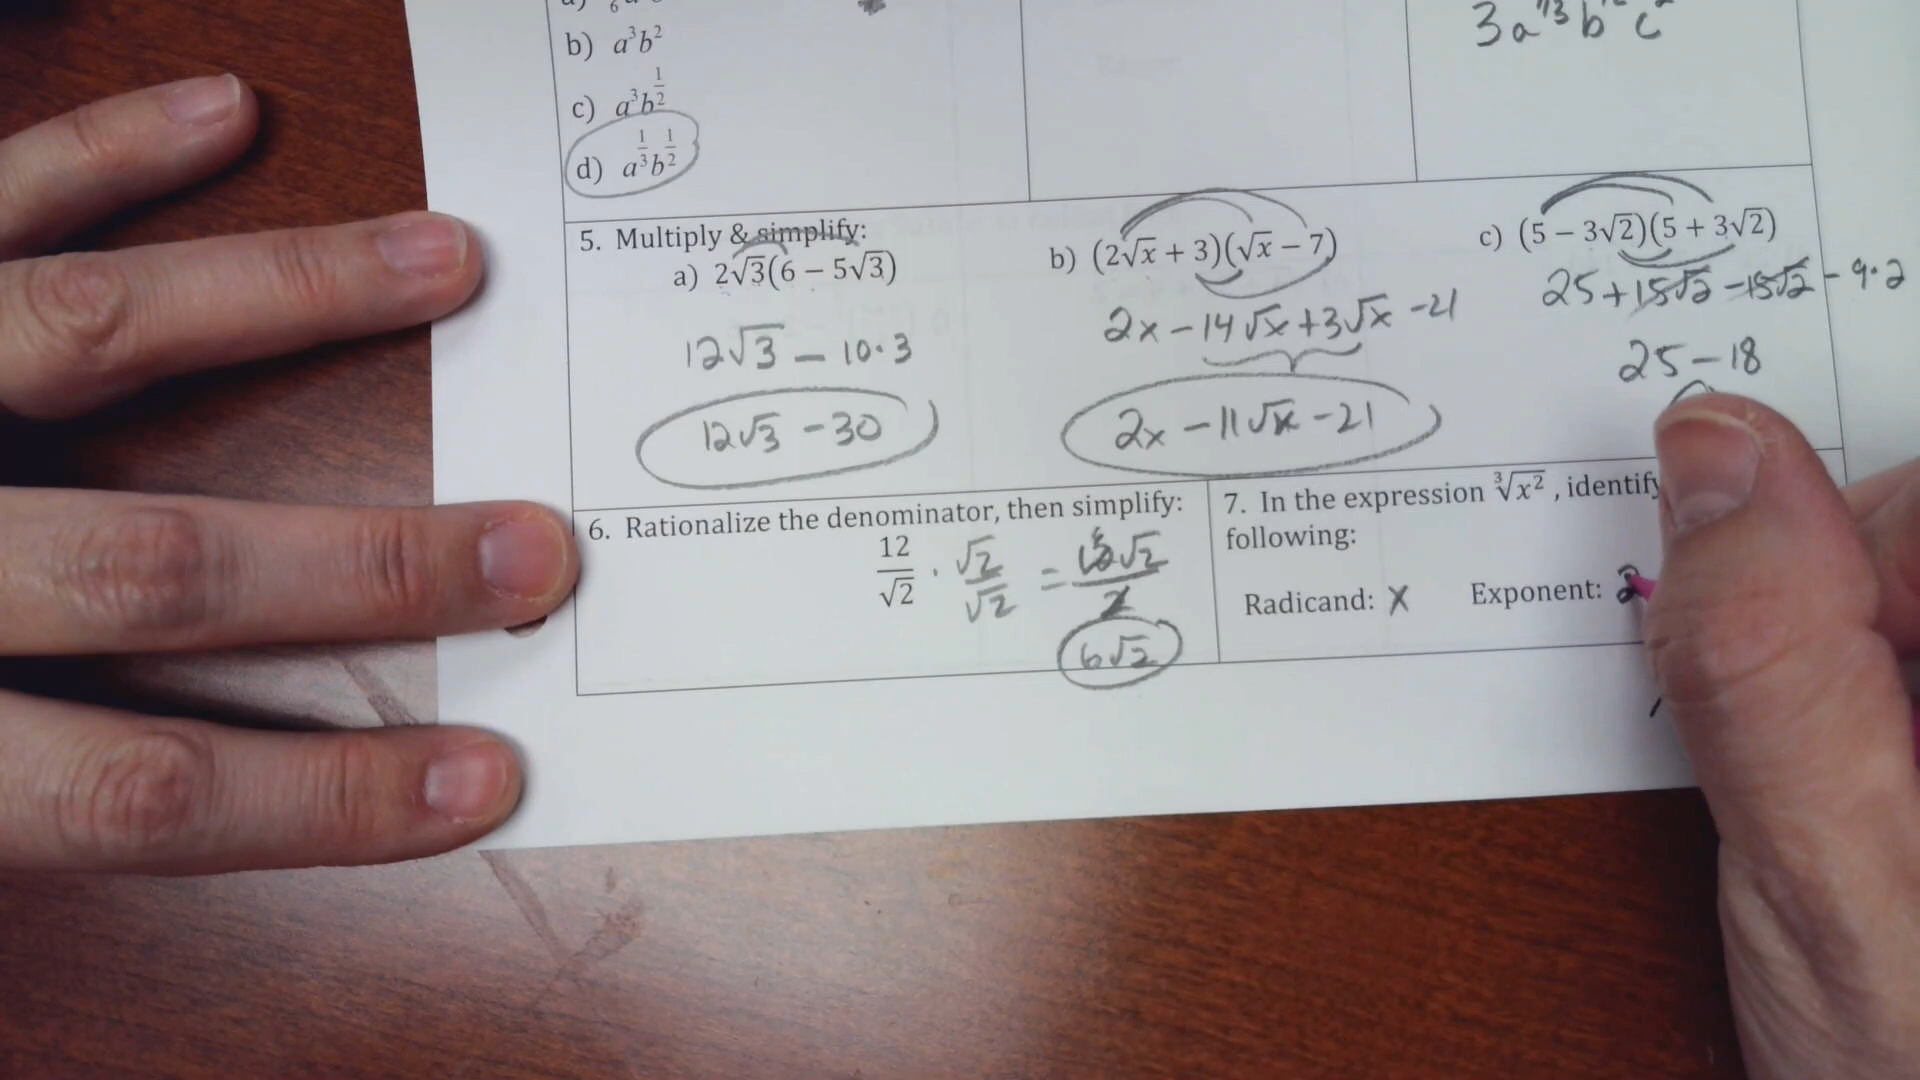 b) a³b²
3a^1/3 b c
c) a³b^1/2
d) a^1/3 b^1/2
5. Multiply & simplify:
a) 2√3(6 − 5√3)
12√3 − 10·3
12√3 − 30
b) (2√x + 3)(√x − 7)
2x − 14√x + 3√x − 21
2x − 11√x − 21
c) (5 − 3√2)(5 + 3√2)
25 + 15√2 − 15√2 − 9·2
25 − 18
6. Rationalize the denominator, then simplify:
12/√2 · √2/√2 = 12√2/2
6√2
7. In the expression ∛x², identify
following:
Radicand: x Exponent: 2